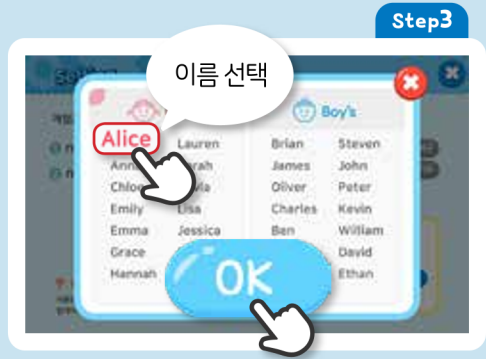 Step3
이름 선택
Boy's
Alice Lauren Brian Steven
James John
Chloe Oliver Peter
Emily Lisa Charles Kevin
Emma Jessica Ben William
Grace David
Hannah Ethan
OK